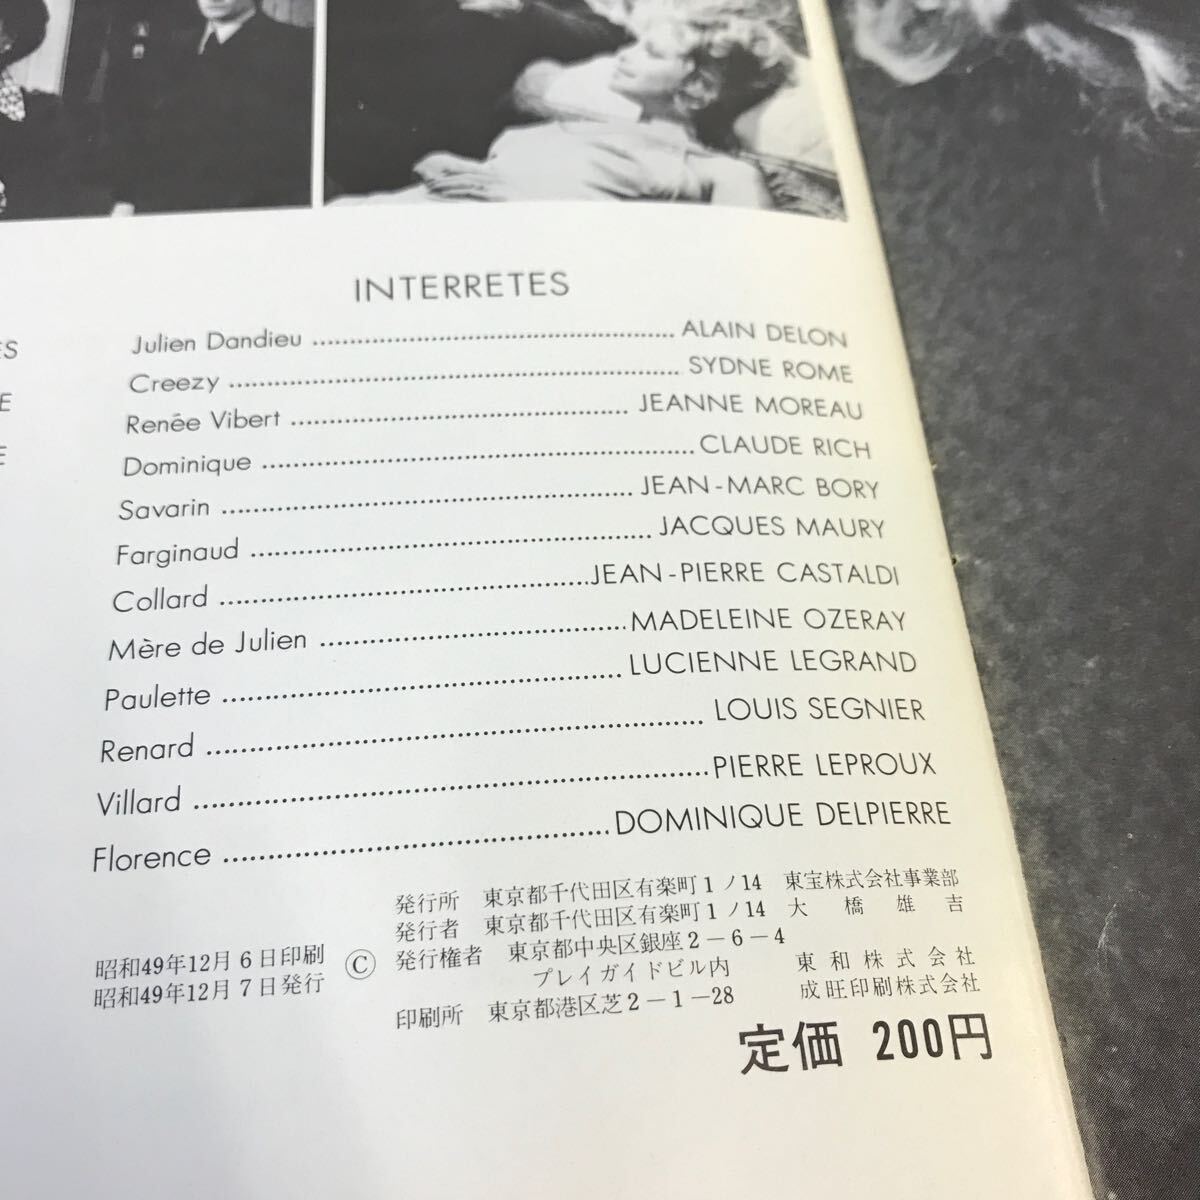 ES
E
E
INTERRETES
Julien Dandieu ALAIN DELON
Creezy SYDNE ROME
Renée Vibert JEANNE MOREAU
Dominique CLAUDE RICH
Savarin JEAN-MARC BORY
Farginaud JACQUES MAURY
Collard JEAN-PIERRE CASTALDI
Mère de Julien MADELEINE OZERAY
Paulette LUCIENNE LEGRAND
Renard LOUIS SEGNIER
Villard PIERRE LEPROUX
Florence DOMINIQUE DELPIERRE
昭和49年12月6日印刷
昭和49年12月7日発行
©
発行所 東京都千代田区有楽町1ノ14 東宝株式会社事業部
発行者 東京都千代田区有楽町1ノ14 大橋雄吉
発行権者 東京都中央区銀座2-6-4
プレイガイドビル内 東和株式会社
印刷所 東京都港区芝2-1-28 成旺印刷株式会社
定価 200円